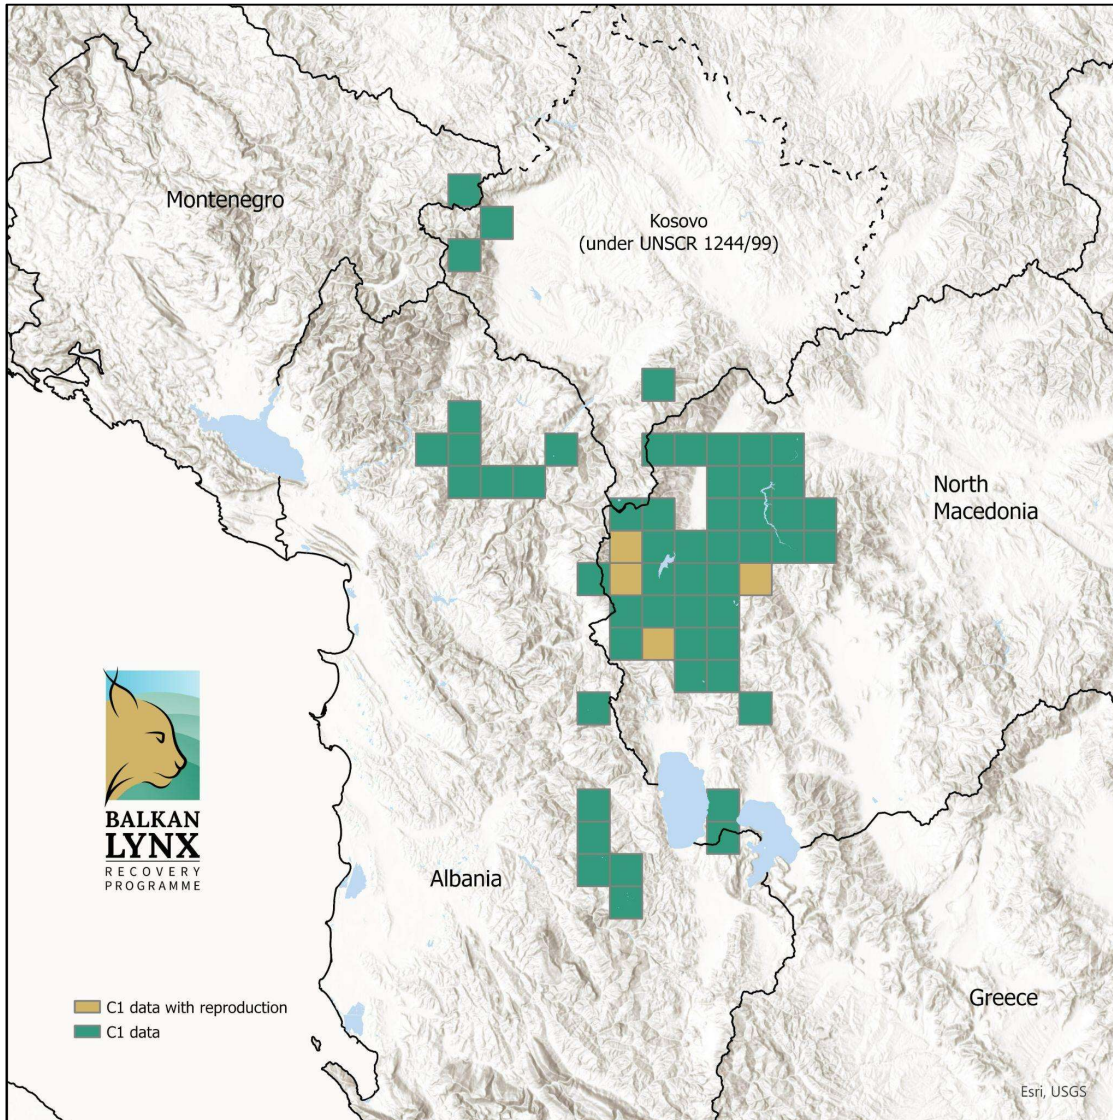 Montenegro
Kosovo
(under UNSCR 1244/99)
North
Macedonia
BALKAN
LYNX
RECOVERY
PROGRAMME
Albania
C1 data with reproduction
C1 data
Greece
Esri, USGS